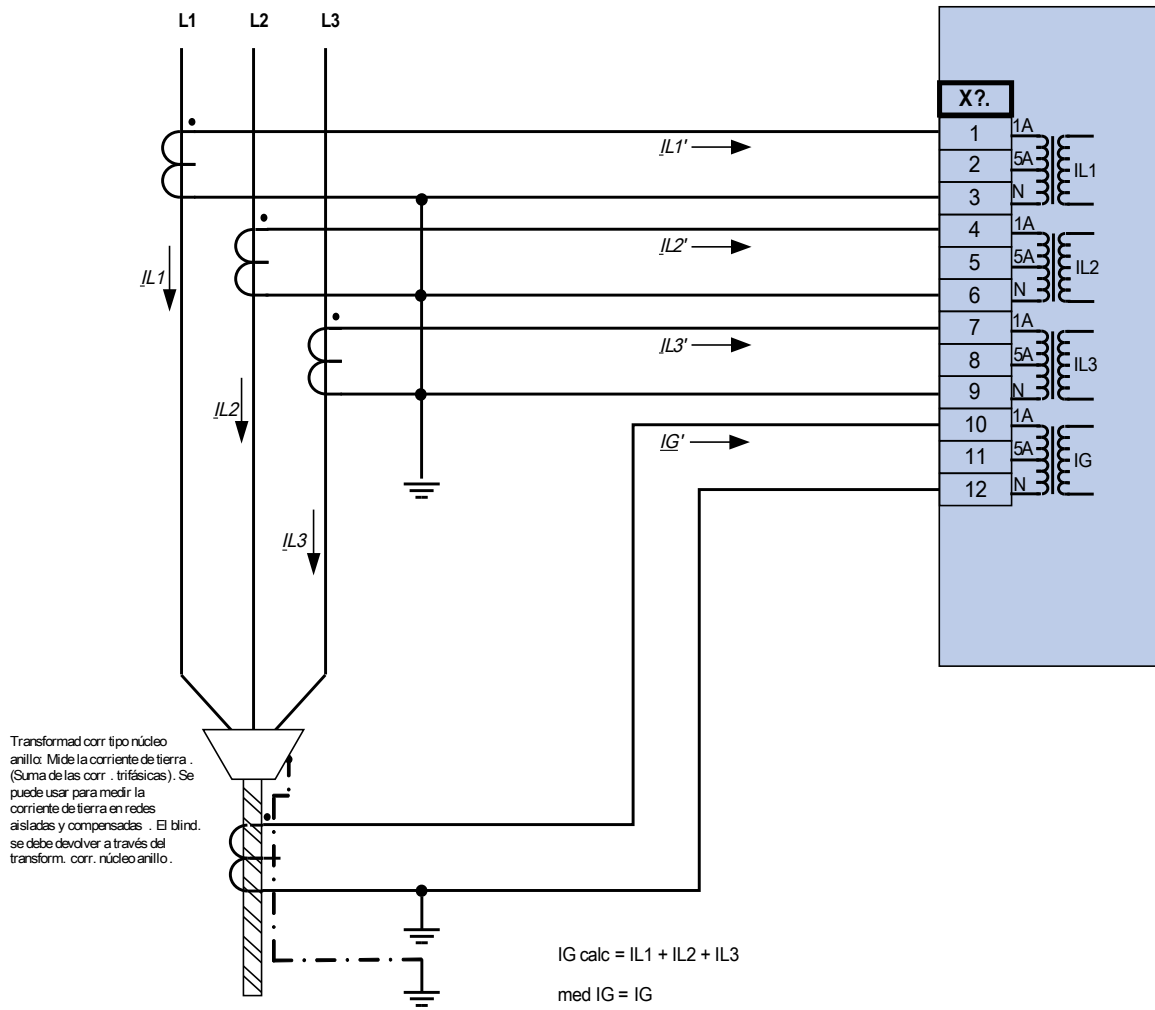 L1 L2 L3
X?.
1 1A
IL1'
2 5A IL1
3 N
4 1A
IL2'
5 5A IL2
IL1
6 N
7 1A
IL3'
8 5A IL3
9 N
IL2
10 1A
IG'
11 5A IG
12 N
IL3
Transformad corr tipo núcleo
anillo: Mide la corriente de tierra .
(Suma de las corr . trifásicas). Se
puede usar para medir la
corriente de tierra en redes
aisladas y compensadas . El blind.
se debe devolver a través del
transform. corr. núcleo anillo .
IG calc = IL1 + IL2 + IL3
med IG = IG